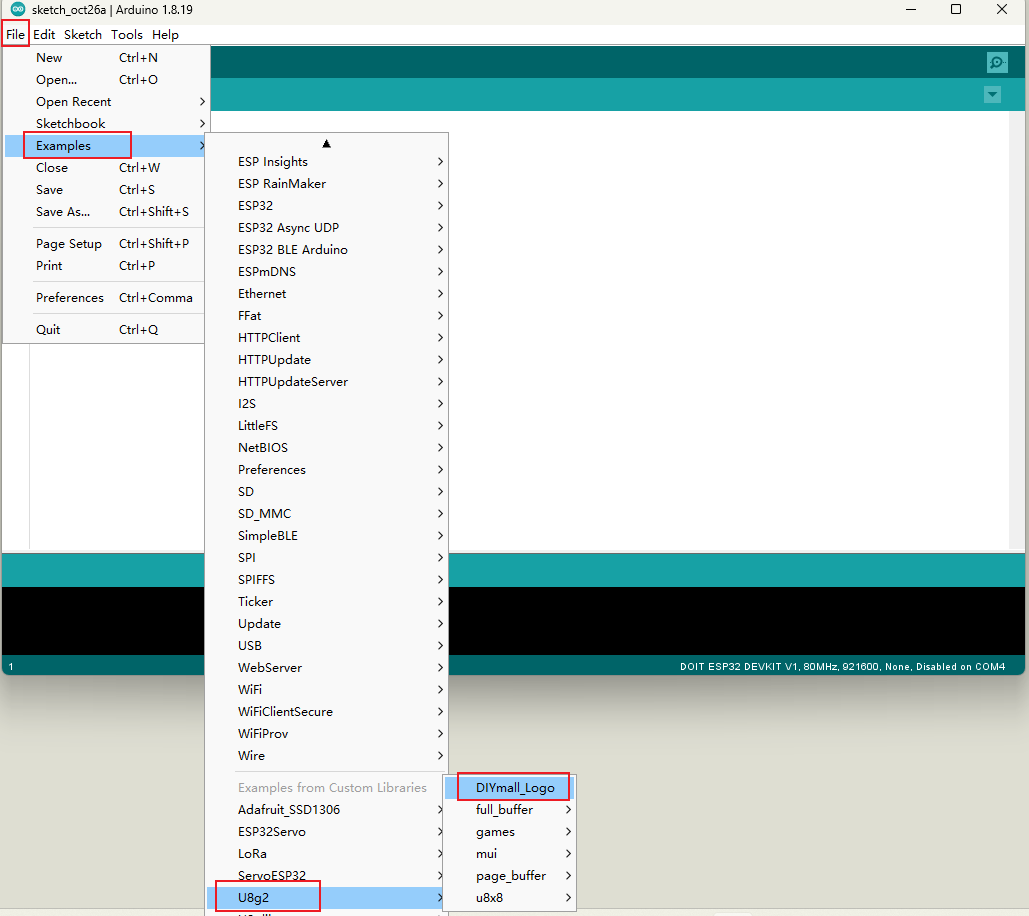 sketch_oct26a | Arduino 1.8.19
File Edit Sketch Tools Help
New Ctrl+N
Open... Ctrl+O
Open Recent
Sketchbook
Examples
Close Ctrl+W
Save Ctrl+S
Save As... Ctrl+Shift+S
Page Setup Ctrl+Shift+P
Print Ctrl+P
Preferences Ctrl+Comma
Quit Ctrl+Q
ESP Insights
ESP RainMaker
ESP32
ESP32 Async UDP
ESP32 BLE Arduino
ESPmDNS
Ethernet
FFat
HTTPClient
HTTPUpdate
HTTPUpdateServer
I2S
LittleFS
NetBIOS
Preferences
SD
SD_MMC
SimpleBLE
SPI
SPIFFS
Ticker
Update
USB
WebServer
WiFi
WiFiClientSecure
WiFiProv
Wire
Examples from Custom Libraries
Adafruit_SSD1306
ESP32Servo
LoRa
ServoESP32
U8g2
DIYmall_Logo
full_buffer
games
mui
page_buffer
u8x8
1
DOIT ESP32 DEVKIT V1, 80MHz, 921600, None, Disabled on COM4